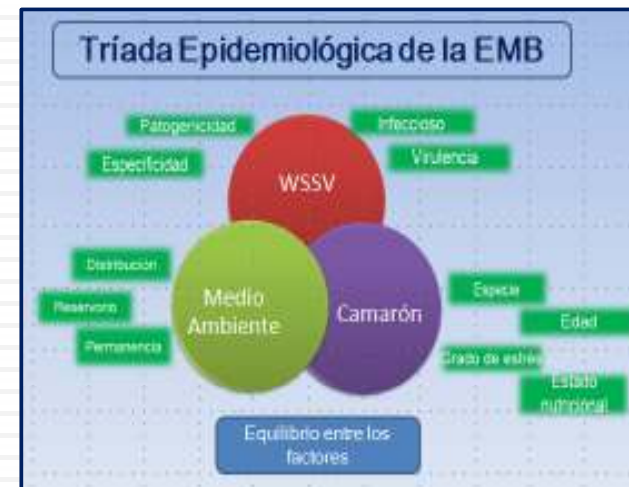 Tríada Epidemiológica de la EMB
Patogenicidad
Infeccioso
Especificidad
Virulencia
WSSV
Distribución
Reservorio
Permanencia
Medio
Ambiente
Camarón
Especie
Edad
Grado de estrés
Estado
nutricional
Equilibrio entre los
factores